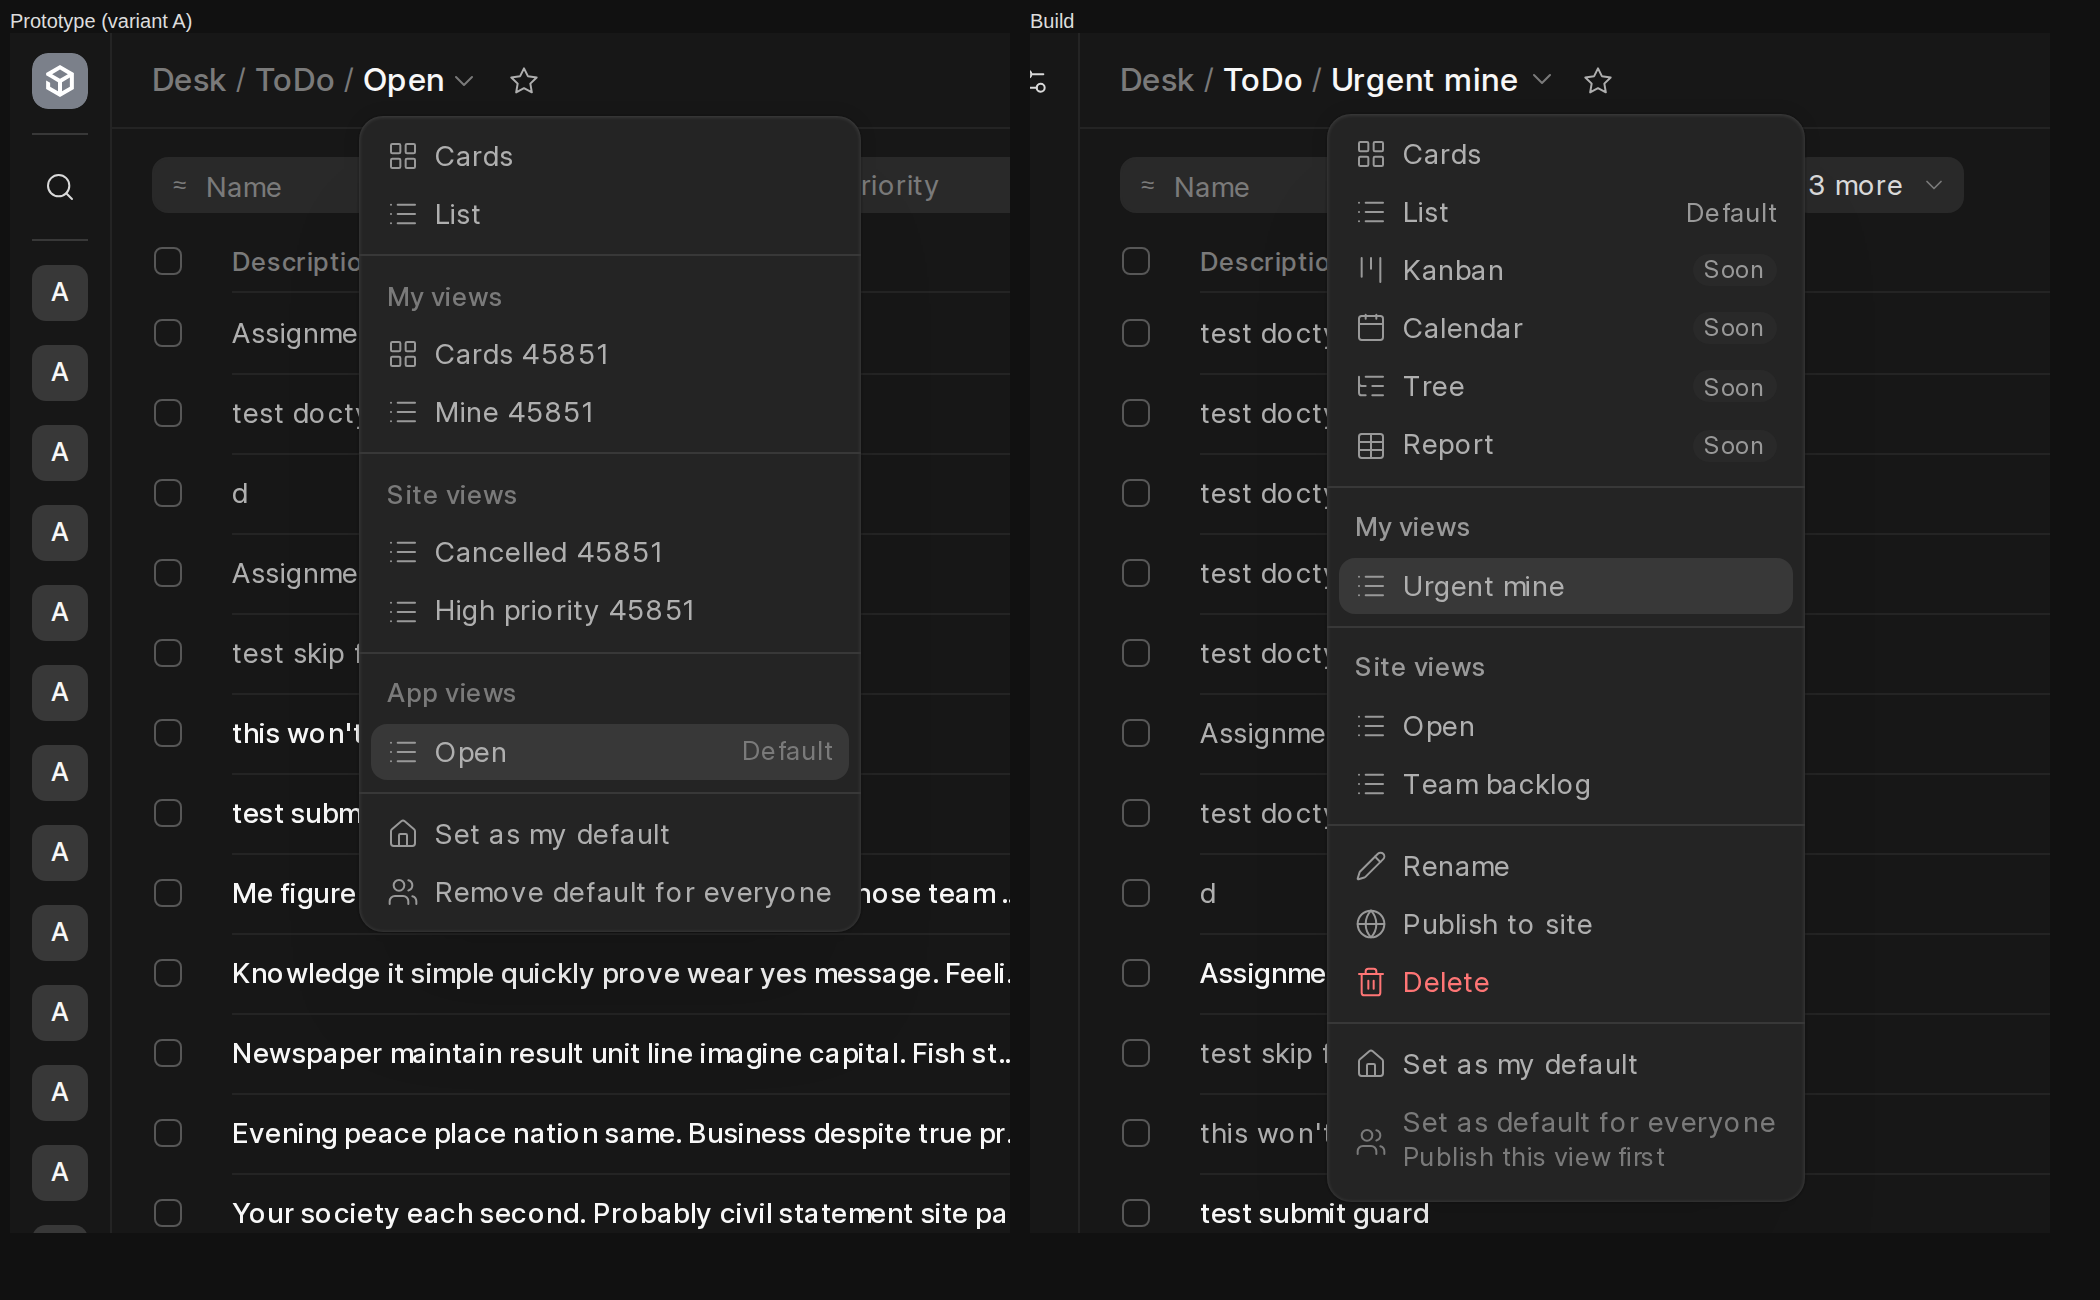 Prototype (variant A)
Desk / ToDo / Open
Cards
List
My views
Cards 45851
Mine 45851
Site views
Cancelled 45851
High priority 45851
App views
Open Default
Set as my default
Remove default for everyone
≈ Name
riority
Descriptio
Assignme
test docty
d
Assignme
test skip f
this won't
test subm
Me figure
hose team ..
Knowledge it simple quickly prove wear yes message. Feeli.
Newspaper maintain result unit line imagine capital. Fish st..
Evening peace place nation same. Business despite true pr.
Your society each second. Probably civil statement site pa
A
A
A
A
A
A
A
A
A
A
A
A
Build
Desk / ToDo / Urgent mine
Cards
List Default
Kanban Soon
Calendar Soon
Tree Soon
Report Soon
My views
Urgent mine
Site views
Open
Team backlog
Rename
Publish to site
Delete
Set as my default
Set as default for everyone
Publish this view first
≈ Name
3 more
Descriptio
test docty
test docty
test docty
test docty
test docty
Assignme
test docty
d
Assignme
test skip f
this won't
test submit guard